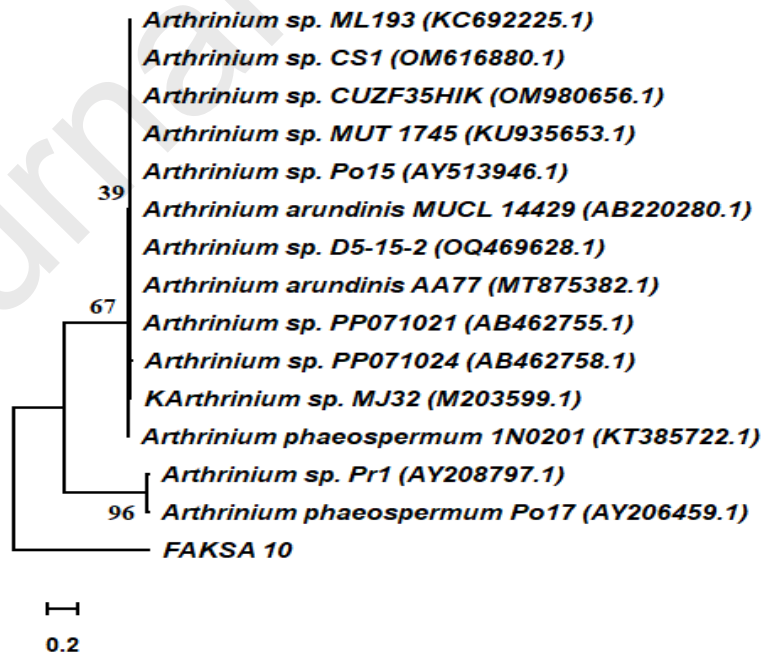 urna
Arthrinium sp. ML193 (KC692225.1)
Arthrinium sp. CS1 (OM616880.1)
Arthrinium sp. CUZF35HIK (OM980656.1)
Arthrinium sp. MUT 1745 (KU935653.1)
Arthrinium sp. Po15 (AY513946.1)
39
Arthrinium arundinis MUCL 14429 (AB220280.1)
Arthrinium sp. D5-15-2 (OQ469628.1)
Arthrinium arundinis AA77 (MT875382.1)
67
Arthrinium sp. PP071021 (AB462755.1)
Arthrinium sp. PP071024 (AB462758.1)
KArthrinium sp. MJ32 (M203599.1)
Arthrinium phaeospermum 1N0201 (KT385722.1)
Arthrinium sp. Pr1 (AY208797.1)
96
Arthrinium phaeospermum Po17 (AY206459.1)
FAKSA 10
0.2